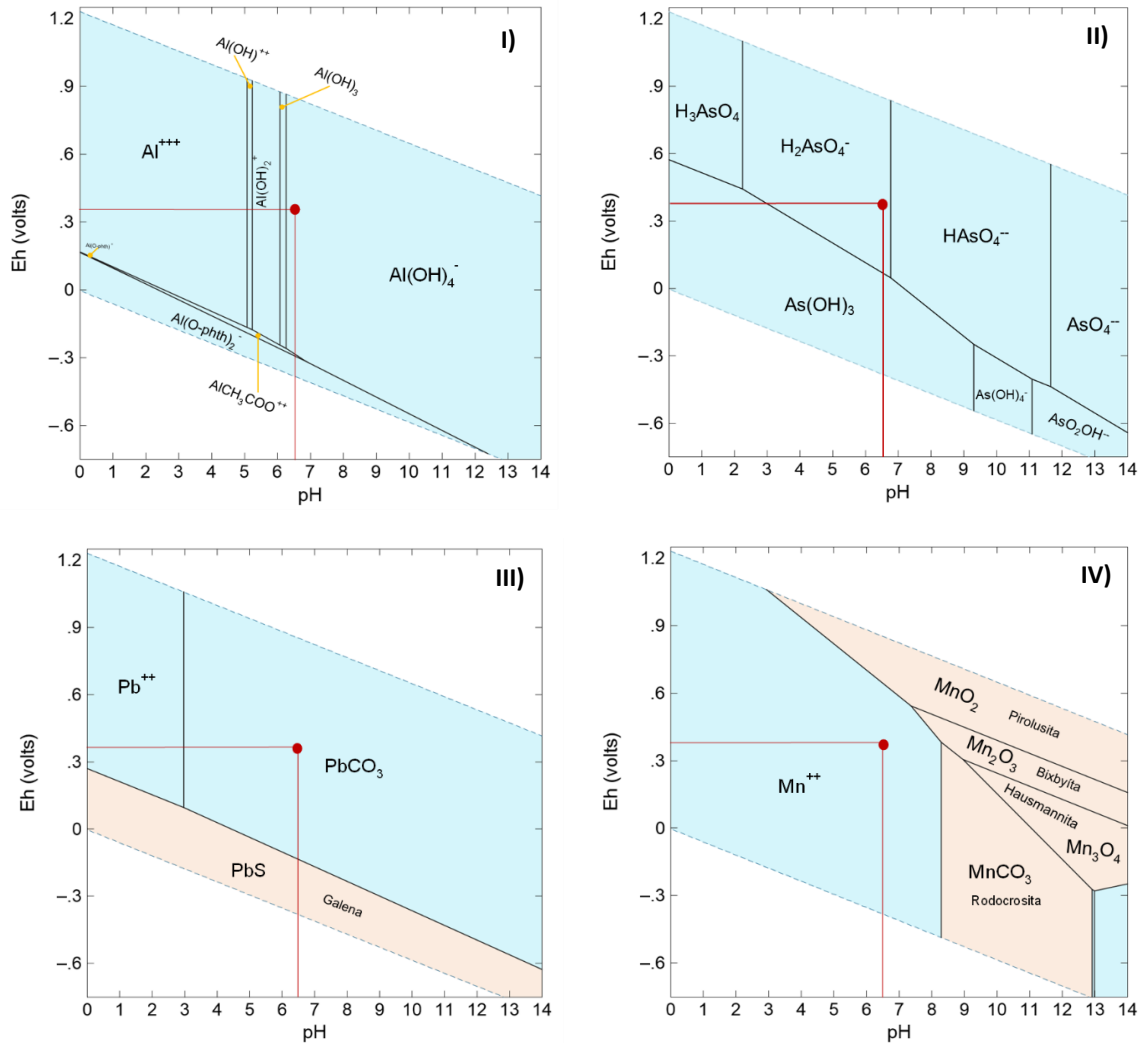 I)
1.2
.9
.6
.3
0
–.3
–.6
Eh (volts)
Al(OH)⁺⁺
Al(OH)₃
Al⁺⁺⁺
Al(OH)₂⁺
Al(OH)₄⁻
Al(O-phth)₂⁻
AlCH₃COO⁺⁺
0 1 2 3 4 5 6 7 8 9 10 11 12 13 14
pH
II)
1.2
.9
.6
.3
0
–.3
–.6
Eh (volts)
H₃AsO₄
H₂AsO₄⁻
HAsO₄⁻⁻
AsO₄⁻⁻
As(OH)₃
As(OH)₄⁻
AsO₂OH⁻⁻
0 1 2 3 4 5 6 7 8 9 10 11 12 13 14
pH
III)
1.2
.9
.6
.3
0
–.3
–.6
Eh (volts)
Pb⁺⁺
PbCO₃
PbS
Galena
0 1 2 3 4 5 6 7 8 9 10 11 12 13 14
pH
IV)
1.2
.9
.6
.3
0
–.3
–.6
Eh (volts)
MnO₂
Pirolusita
Mn₂O₃
Bixbyíta
Hausmannita
Mn₃O₄
Mn⁺⁺
MnCO₃
Rodocrosita
0 1 2 3 4 5 6 7 8 9 10 11 12 13 14
pH